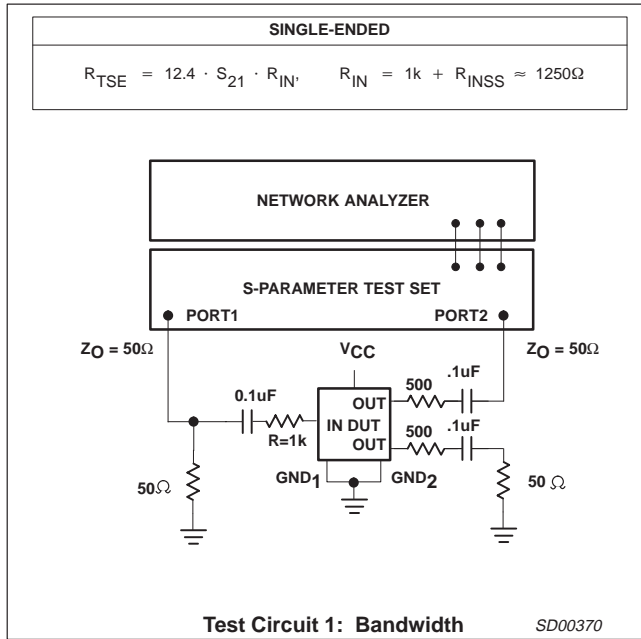 SINGLE-ENDED
RTSE = 12.4 · S21 · RIN, RIN = 1k + RINSS ≈ 1250Ω
NETWORK ANALYZER
S-PARAMETER TEST SET
PORT1 PORT2
ZO = 50Ω ZO = 50Ω
VCC
0.1uF
R=1k
50Ω
OUT
IN DUT
OUT
500
.1uF
500
.1uF
GND1 GND2
50 Ω
Test Circuit 1: Bandwidth SD00370